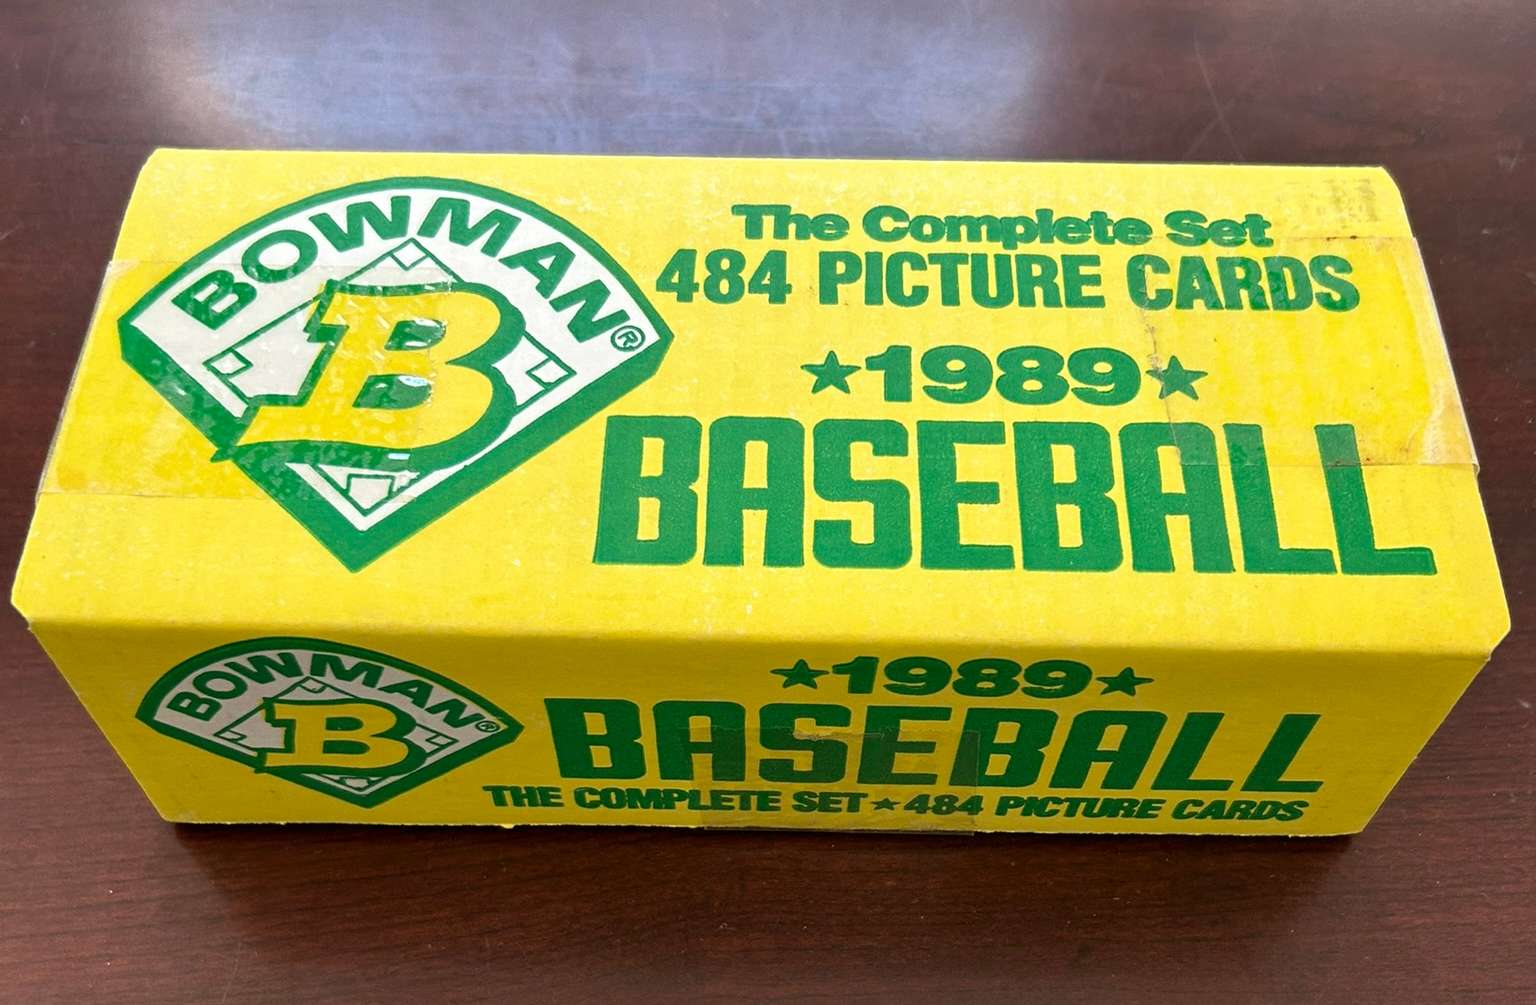 BOWMAN®
B
The Complete Set
484 PICTURE CARDS
★1989★
BASEBALL
BOWMAN®
B
★1989★
BASEBALL
THE COMPLETE SET★484 PICTURE CARDS